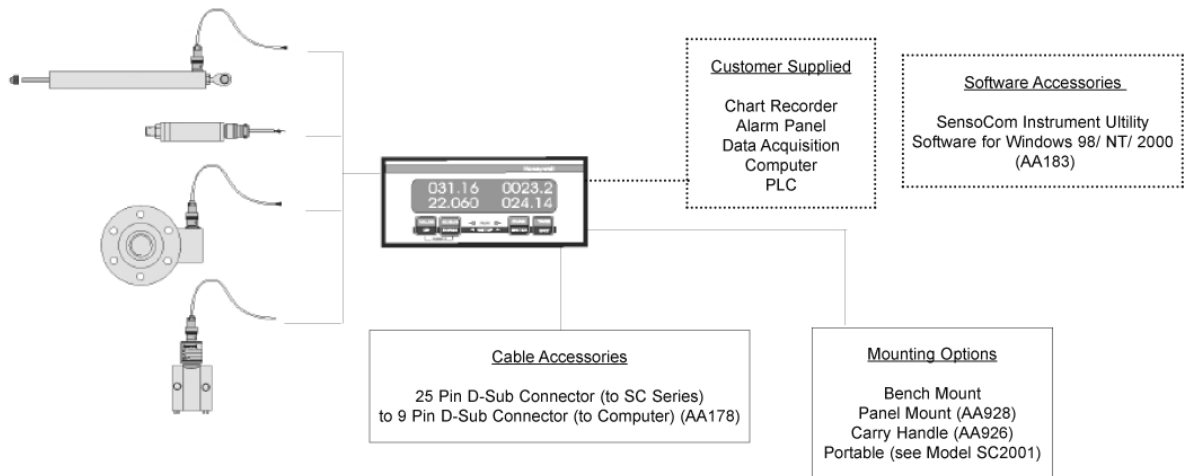 Customer Supplied
Chart Recorder
Alarm Panel
Data Acquisition
Computer
PLC
Software Accessories
SensoCom Instrument Ultility
Software for Windows 98/ NT/ 2000
(AA183)
Honeywell
031.16 0023.2
22.060 024.14
Cable Accessories
25 Pin D-Sub Connector (to SC Series)
to 9 Pin D-Sub Connector (to Computer) (AA178)
Mounting Options
Bench Mount
Panel Mount (AA928)
Carry Handle (AA926)
Portable (see Model SC2001)